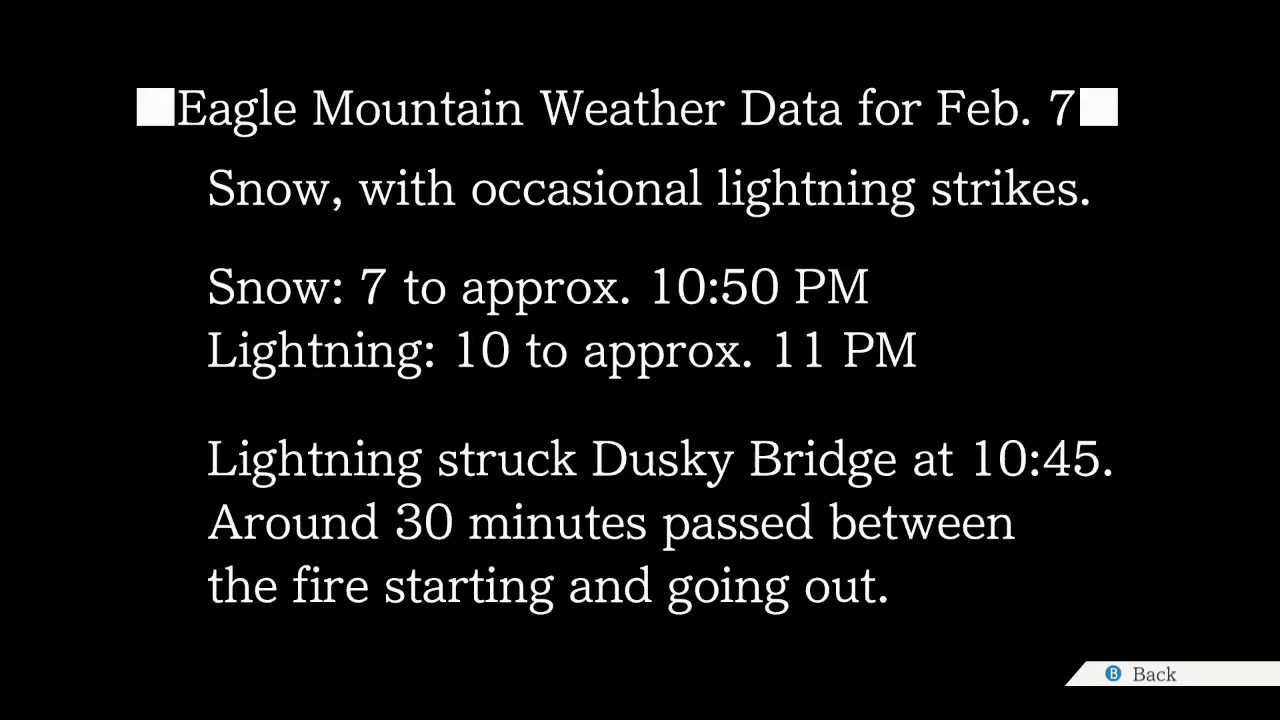 ■Eagle Mountain Weather Data for Feb. 7■
Snow, with occasional lightning strikes.
Snow: 7 to approx. 10:50 PM
Lightning: 10 to approx. 11 PM
Lightning struck Dusky Bridge at 10:45.
Around 30 minutes passed between
the fire starting and going out.
B Back